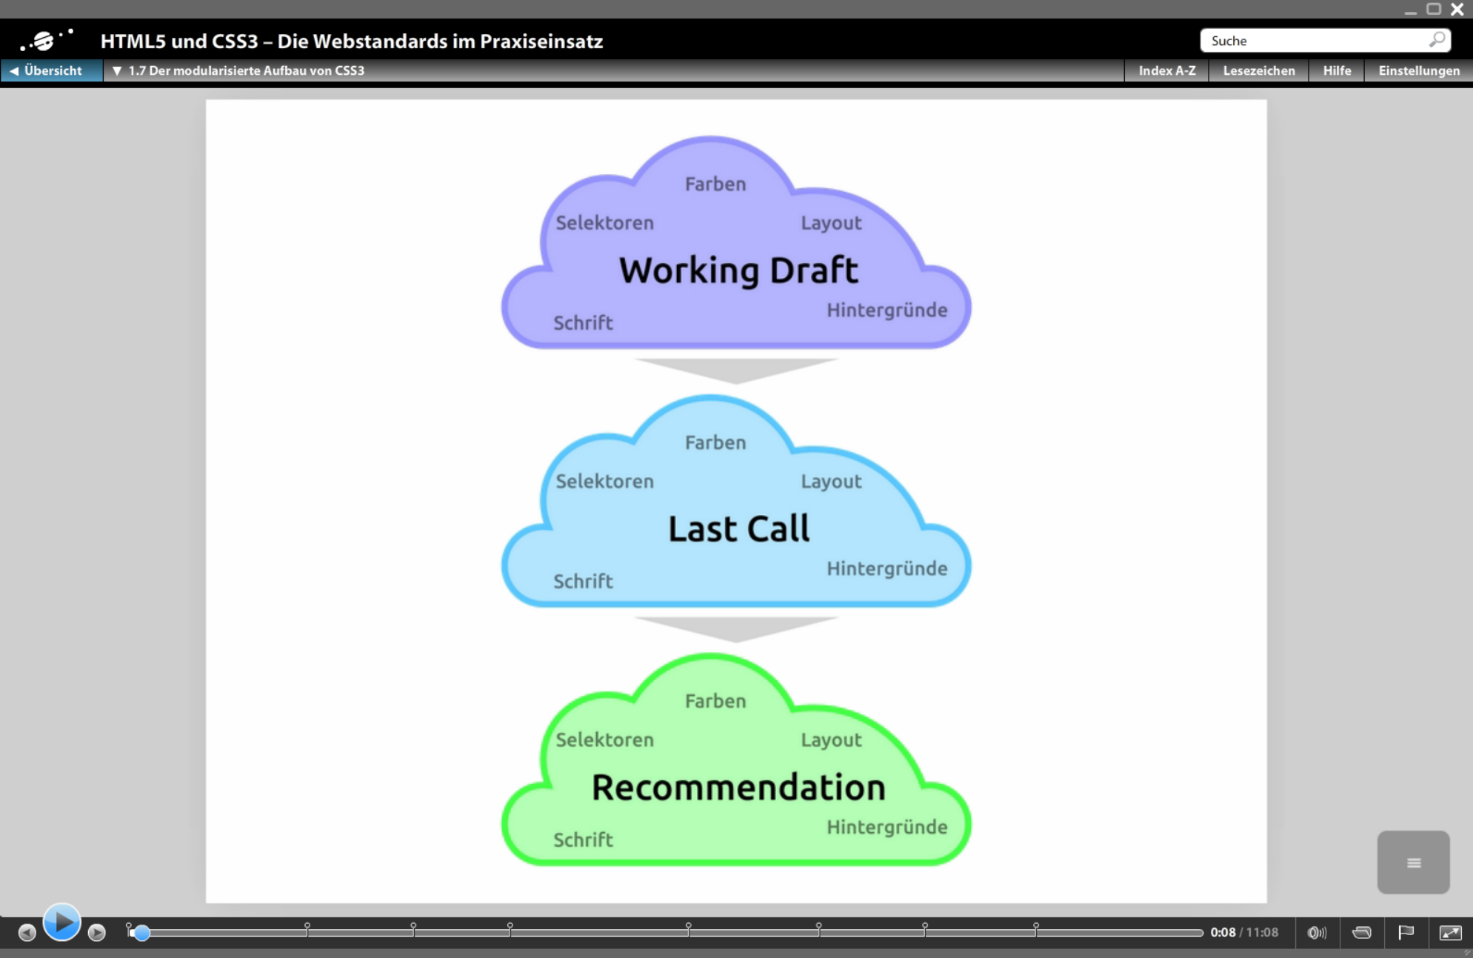 HTML5 und CSS3 – Die Webstandards im Praxiseinsatz
Suche
◀ Übersicht
▼ 1.7 Der modularisierte Aufbau von CSS3
Index A-Z
Lesezeichen
Hilfe
Einstellungen
Farben
Selektoren
Layout
Working Draft
Hintergründe
Schrift
Farben
Selektoren
Layout
Last Call
Hintergründe
Schrift
Farben
Selektoren
Layout
Recommendation
Hintergründe
Schrift
0:08 / 11:08